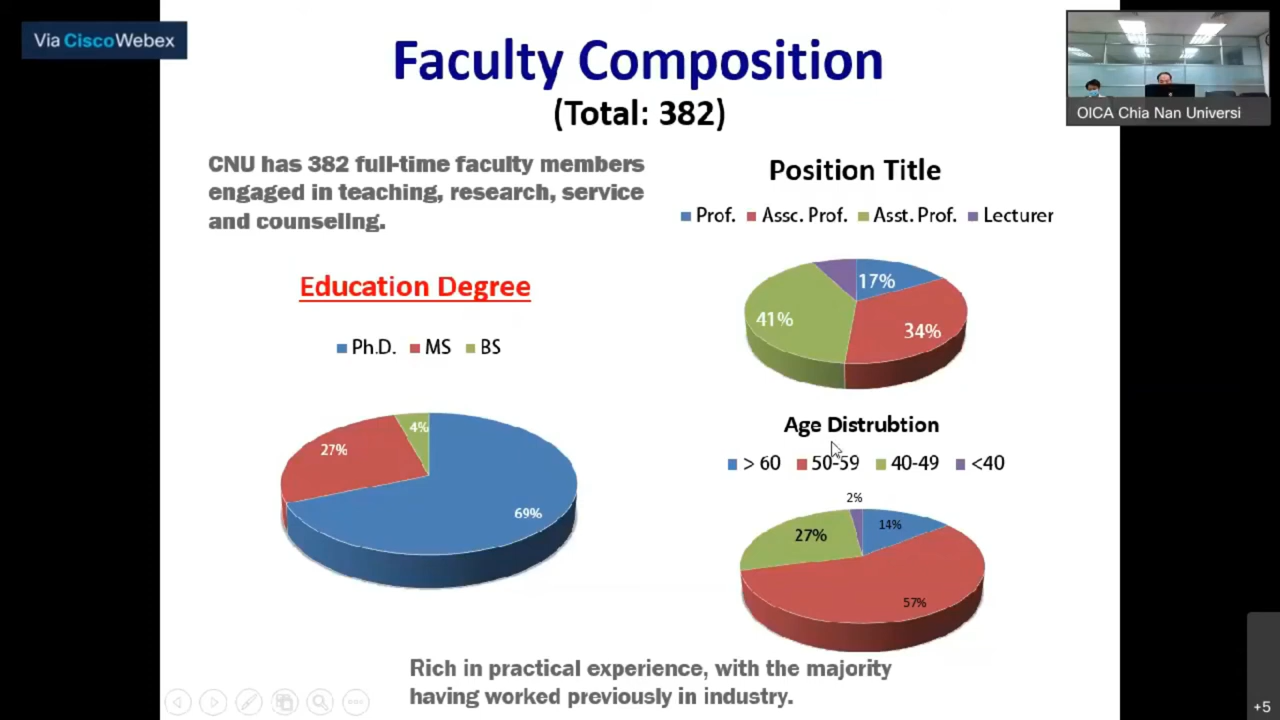 Via CiscoWebex
Faculty Composition
(Total: 382)
OICA Chia Nan Universi
CNU has 382 full-time faculty members
engaged in teaching, research, service
and counseling.
Education Degree
Ph.D. MS BS
4%
27%
69%
Position Title
Prof. Assc. Prof. Asst. Prof. Lecturer
17%
41%
34%
Age Distrubtion
> 60 50-59 40-49 <40
2%
14%
27%
57%
Rich in practical experience, with the majority
having worked previously in industry.
+5